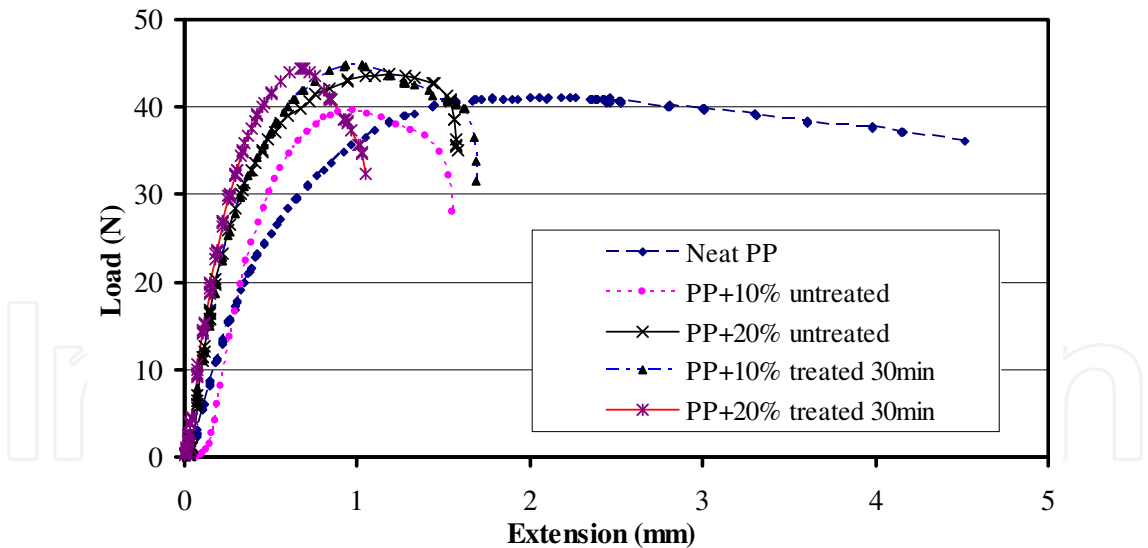 50
40
30
20
10
0
Load (N)
Neat PP
PP+10% untreated
PP+20% untreated
PP+10% treated 30min
PP+20% treated 30min
0 1 2 3 4 5
Extension (mm)